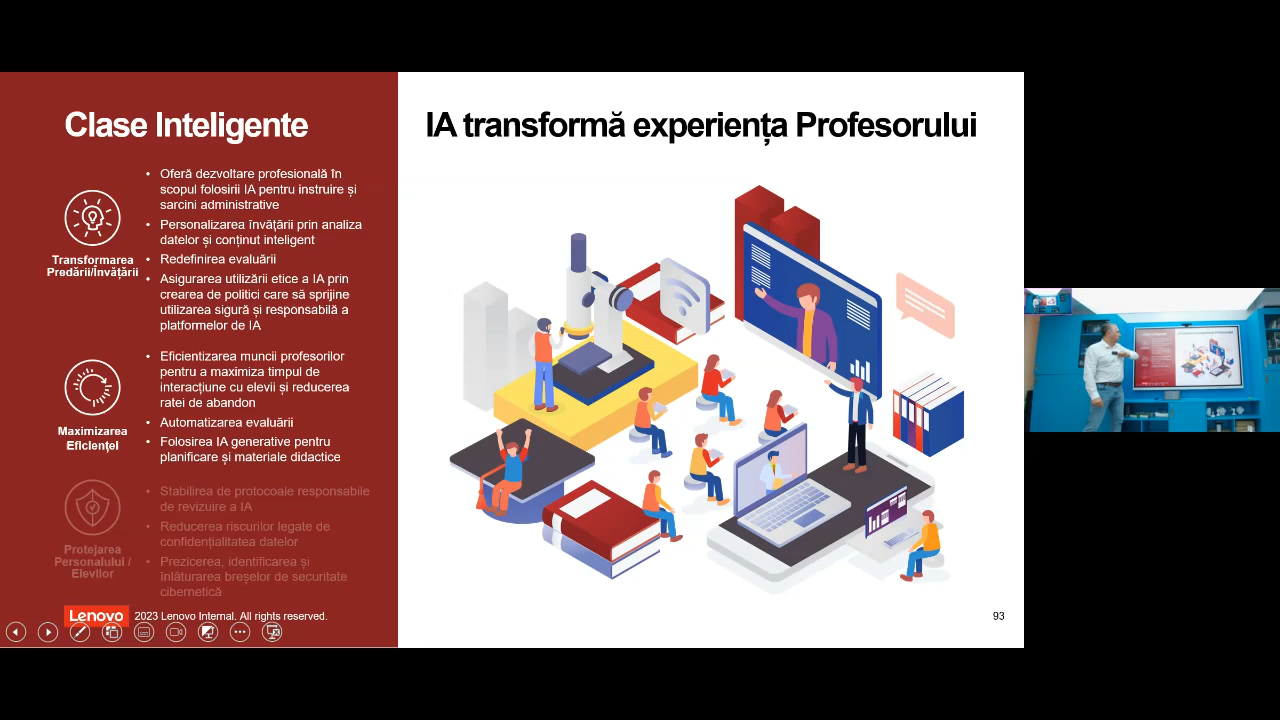 Clase Inteligente
Transformarea
Predării/Învățării
• Oferă dezvoltare profesională în
scopul folosirii IA pentru instruire și
sarcini administrative
• Personalizarea învățării prin analiza
datelor și conținut inteligent
• Redefinirea evaluării
• Asigurarea utilizării etice a IA prin
crearea de politici care să sprijine
utilizarea sigură și responsabilă a
platformelor de IA
Maximizarea
Eficienței
• Eficientizarea muncii profesorilor
pentru a maximiza timpul de
interacțiune cu elevii și reducerea
ratei de abandon
• Automatizarea evaluării
• Folosirea IA generative pentru
planificare și materiale didactice
Protejarea
Personalului /
Elevilor
• Stabilirea de protocoale responsabile
de revizuire a IA
• Reducerea riscurilor legate de
confidențialitatea datelor
• Prezicerea, identificarea și
înlăturarea breșelor de securitate
cibernetică
Lenovo 2023 Lenovo Internal. All rights reserved.
IA transformă experiența Profesorului
93